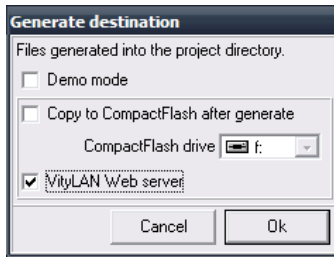 Generate destination
Files generated into the project directory.
Demo mode
Copy to CompactFlash after generate
CompactFlash drive f:
VityLAN Web server
Cancel Ok